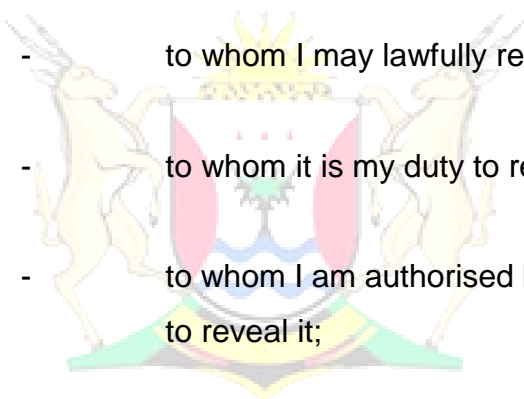 - to whom I may lawfully re
- to whom it is my duty to re
- to whom I am authorised
to reveal it;